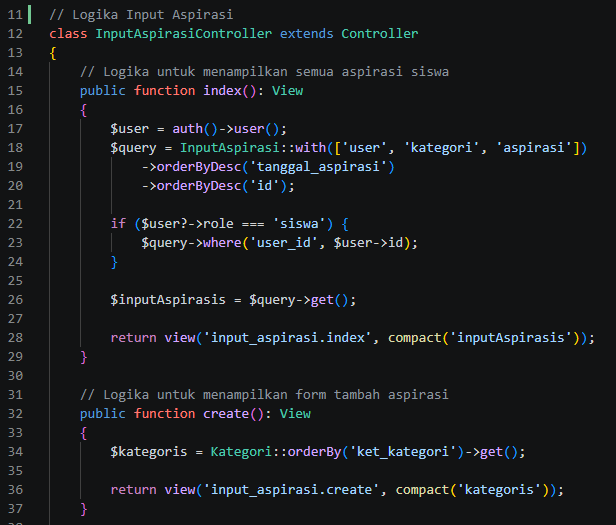 11 // Logika Input Aspirasi
12 class InputAspirasiController extends Controller
13 {
14     // Logika untuk menampilkan semua aspirasi siswa
15     public function index(): View
16     {
17         $user = auth()->user();
18         $query = InputAspirasi::with(['user', 'kategori', 'aspirasi'])
19             ->orderByDesc('tanggal_aspirasi')
20             ->orderByDesc('id');
21
22         if ($user?->role === 'siswa') {
23             $query->where('user_id', $user->id);
24         }
25
26         $inputAspirasis = $query->get();
27
28         return view('input_aspirasi.index', compact('inputAspirasis'));
29     }
30
31     // Logika untuk menampilkan form tambah aspirasi
32     public function create(): View
33     {
34         $kategoris = Kategori::orderBy('ket_kategori')->get();
35
36         return view('input_aspirasi.create', compact('kategoris'));
37     }